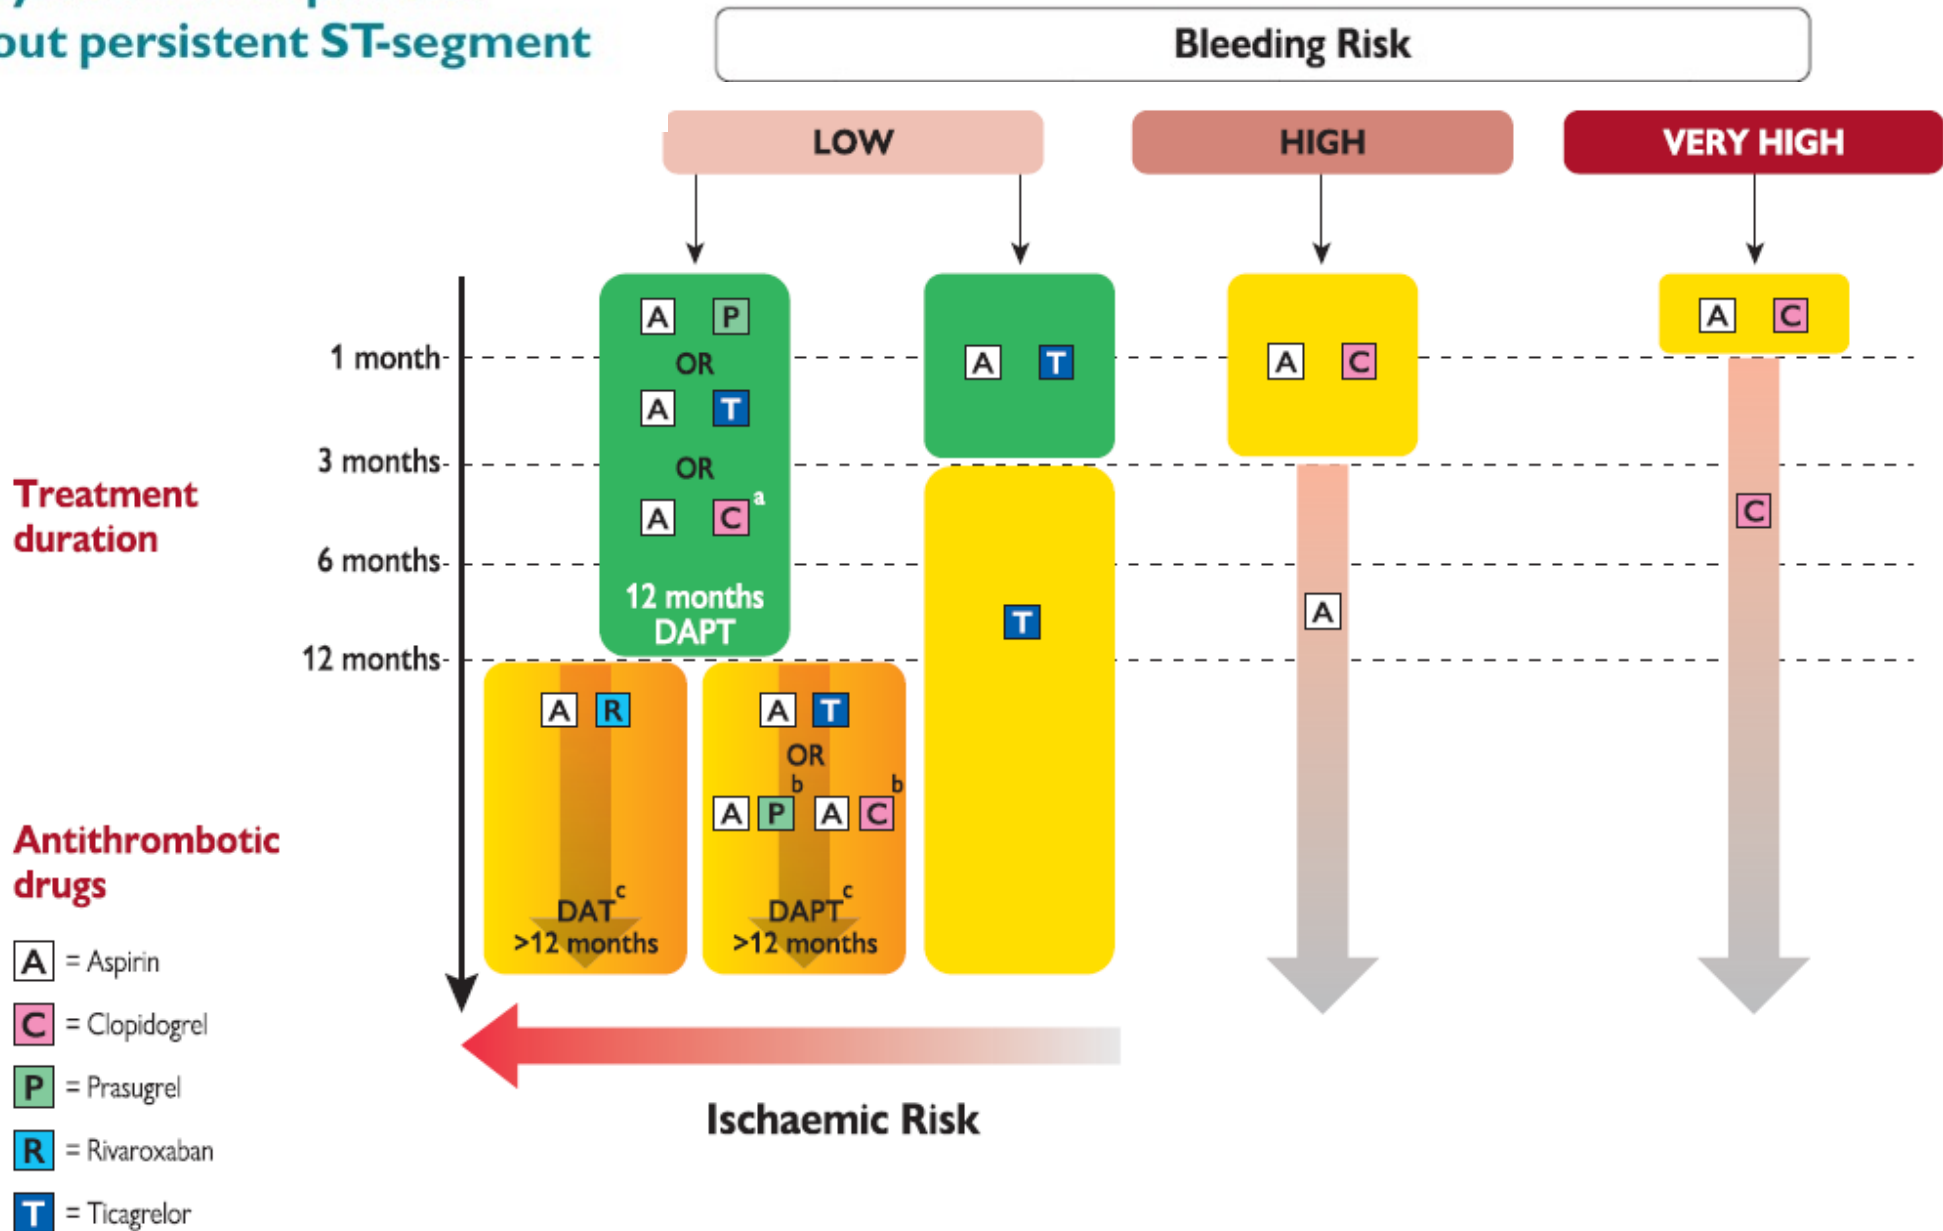 out persistent ST-segment
Bleeding Risk
LOW
HIGH
VERY HIGH
A P
OR
A T
OR
A C a
12 months
DAPT
A T
T
A C
A
A C
C
1 month
3 months
6 months
12 months
Treatment
duration
A R
DAT c
>12 months
A T
OR
A P b A C b
DAPT c
>12 months
Ischaemic Risk
Antithrombotic
drugs
A = Aspirin
C = Clopidogrel
P = Prasugrel
R = Rivaroxaban
T = Ticagrelor